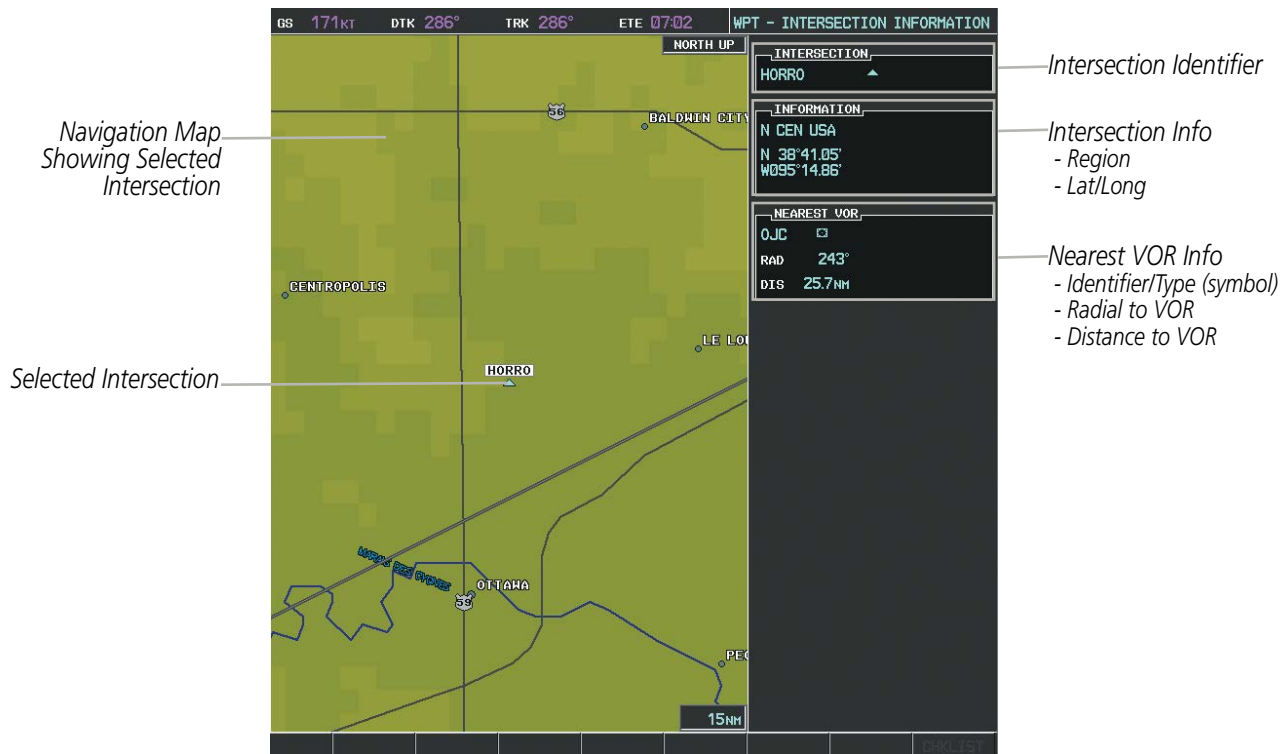 GS 171KT DTK 286° TRK 286° ETE 07:02 WPT - INTERSECTION INFORMATION
NORTH UP
INTERSECTION
HORRO
Intersection Identifier
INFORMATION
N CEN USA
N 38°41.05'
W095°14.86'
Intersection Info
- Region
- Lat/Long
NEAREST VOR
OJC
RAD 243°
DIS 25.7NM
Nearest VOR Info
- Identifier/Type (symbol)
- Radial to VOR
- Distance to VOR
Navigation Map
Showing Selected
Intersection
56
BALDWIN CITY
CENTROPOLIS
LE LO
Selected Intersection
HORRO
OTTAWA
59
PEO
15NM
CHKLIST